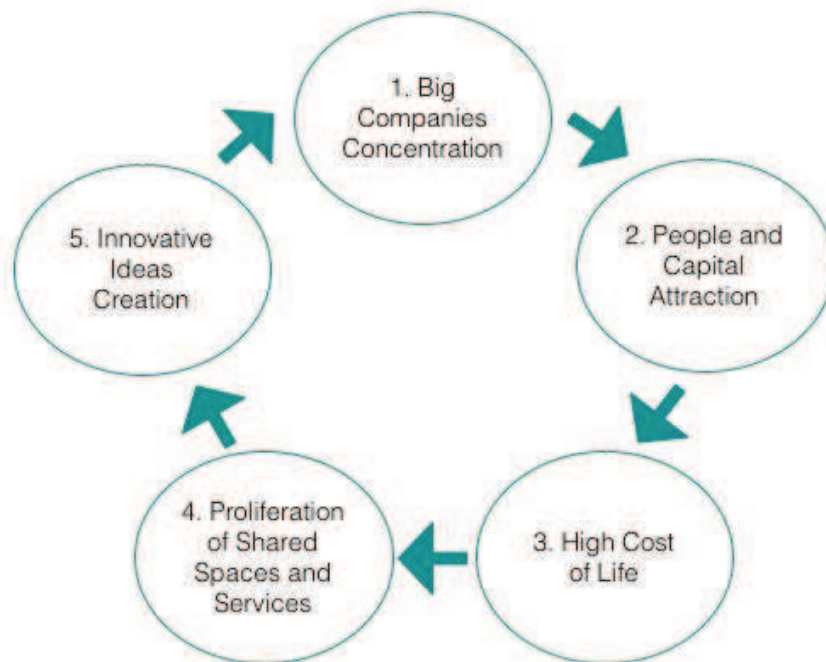 1. Big
Companies
Concentration
2. People and
Capital
Attraction
3. High Cost
of Life
4. Proliferation
of Shared
Spaces and
Services
5. Innovative
Ideas
Creation